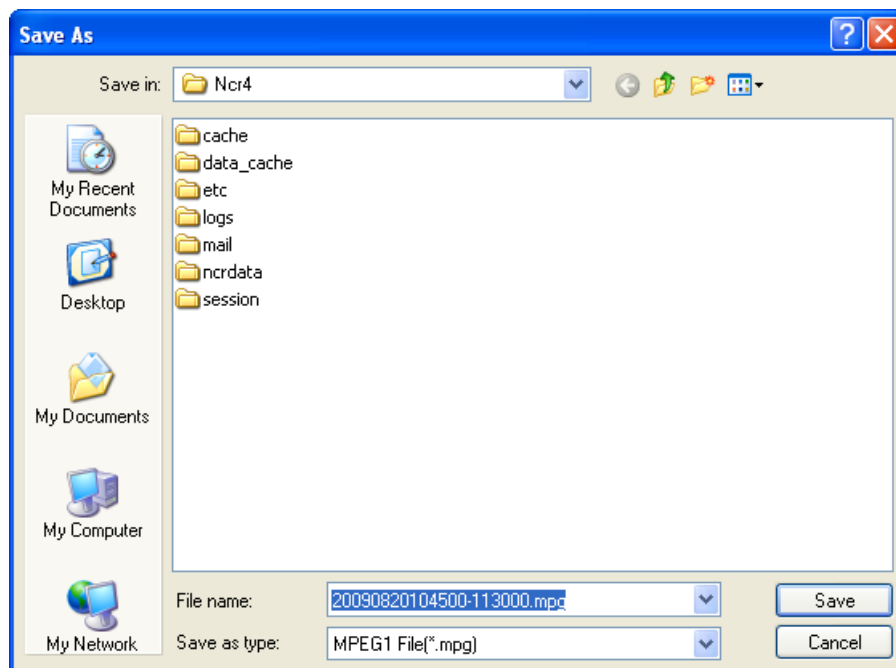 Save As
Save in:
Ncr4
My Recent
Documents
Desktop
My Documents
My Computer
My Network
cache
data_cache
etc
logs
mail
ncrdata
session
File name:
20090820104500-113000.mpg
Save
Save as type:
MPEG1 File(*.mpg)
Cancel